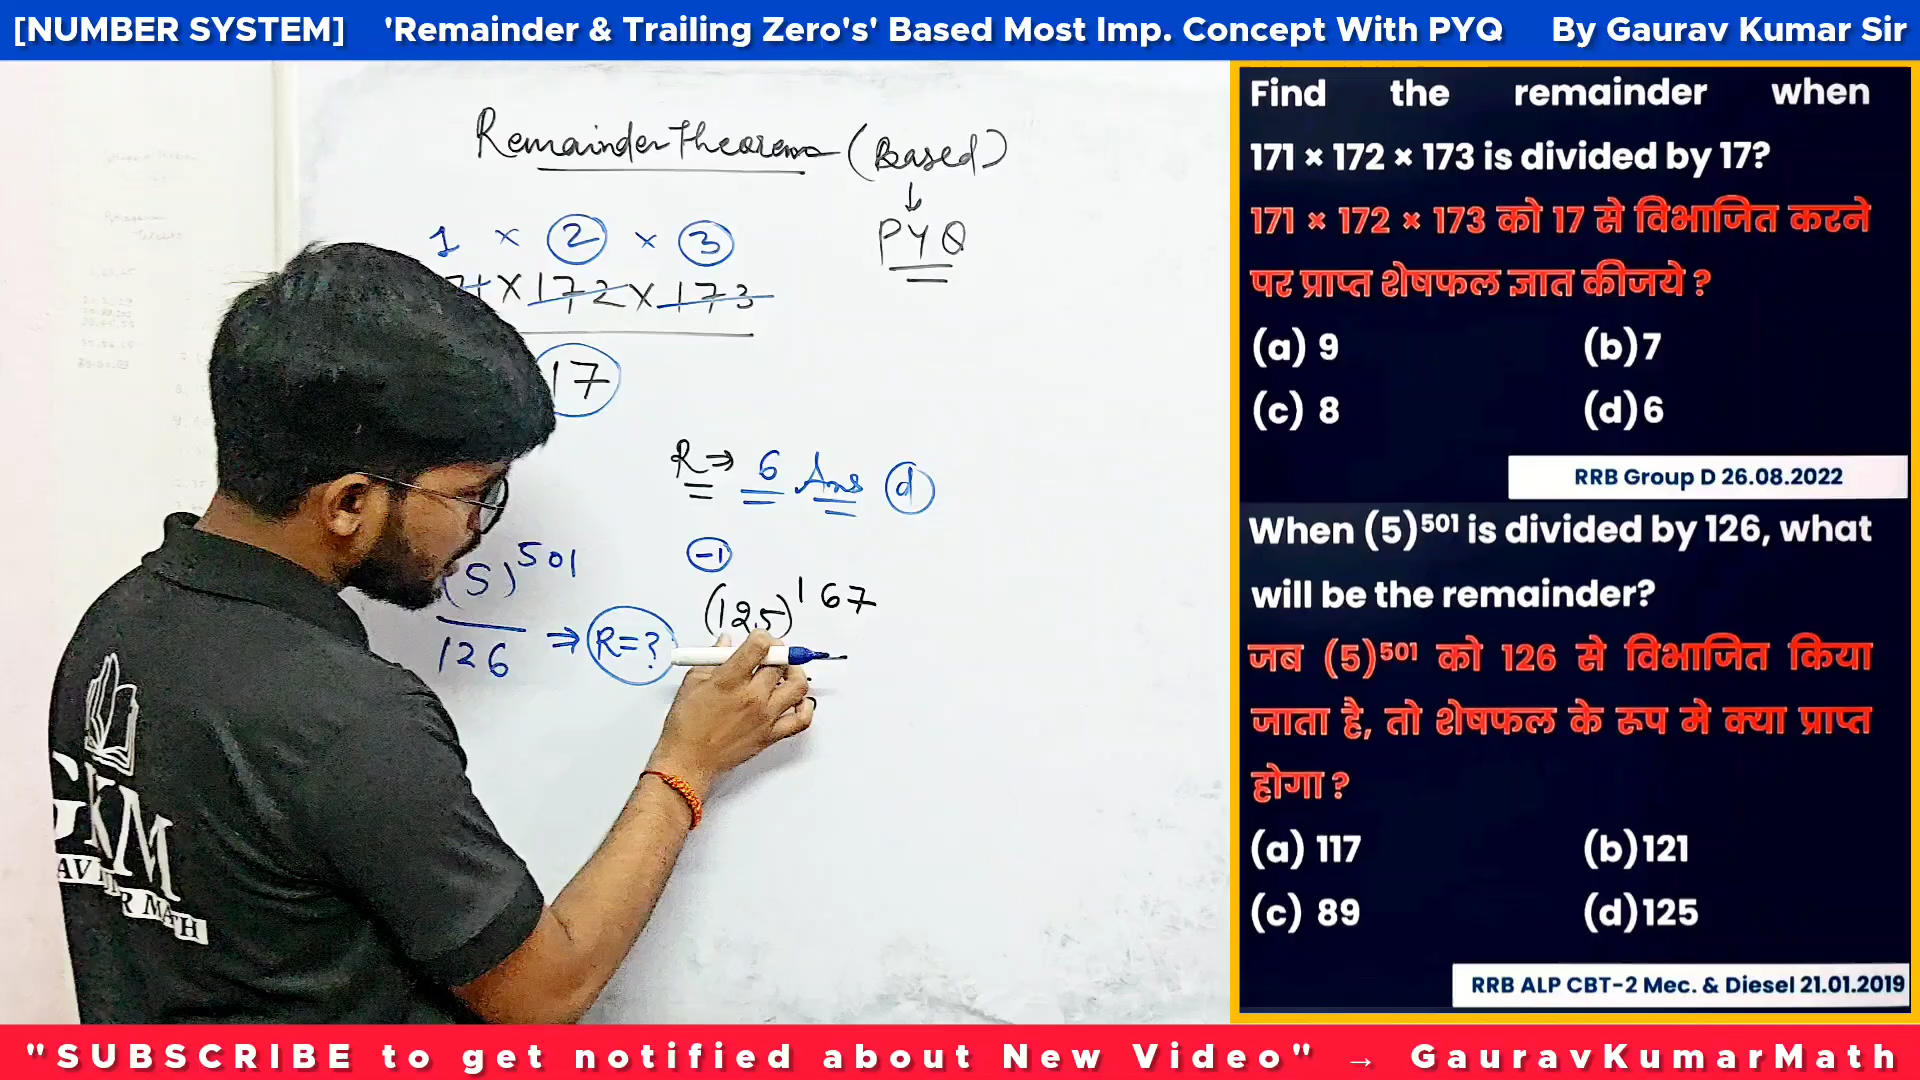 [NUMBER SYSTEM] 'Remainder & Trailing Zero's' Based Most Imp. Concept With PYQ By Gaurav Kumar Sir
Remainder Theorem (Based)
↓
PYQ
1 × 2 × 3
× 172 × 173
17
R ⇒ 6 Ans (d)
(5)^501
126 ⇒ R=?
-1
(125)^167
KM
R MATH
Find the remainder when
171 × 172 × 173 is divided by 17?
171 × 172 × 173 को 17 से विभाजित करने
पर प्राप्त शेषफल ज्ञात कीजये ?
(a) 9 (b) 7
(c) 8 (d) 6
RRB Group D 26.08.2022
When (5)⁵⁰¹ is divided by 126, what
will be the remainder?
जब (5)⁵⁰¹ को 126 से विभाजित किया
जाता है, तो शेषफल के रूप मे क्या प्राप्त
होगा ?
(a) 117 (b) 121
(c) 89 (d) 125
RRB ALP CBT-2 Mec. & Diesel 21.01.2019
"SUBSCRIBE to get notified about New Video" → GauravKumarMath